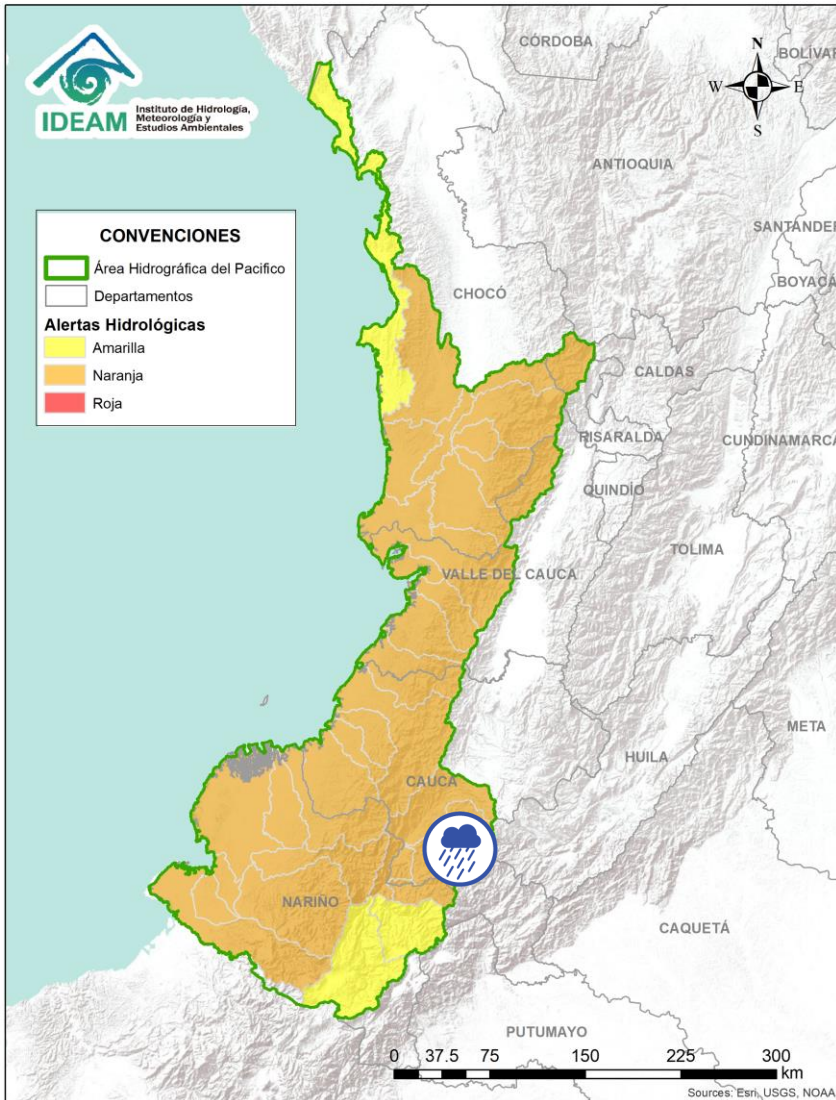 IDEAM
Instituto de Hidrología,
Meteorología y
Estudios Ambientales
N
W
E
S
CONVENCIONES
Área Hidrográfica del Pacifico
Departamentos
Alertas Hidrológicas
Amarilla
Naranja
Roja
CÓRDOBA
BOLÍVAR
ANTIOQUIA
SANTANDER
BOYACÁ
CHOCÓ
CALDAS
RISARALDA
CUNDINAMARCA
QUINDÍO
TOLIMA
VALLE DEL CAUCA
META
HUILA
CAUCA
NARIÑO
CAQUETÁ
PUTUMAYO
0 37.5 75 150 225 300
km
Sources: Esri, USGS, NOAA